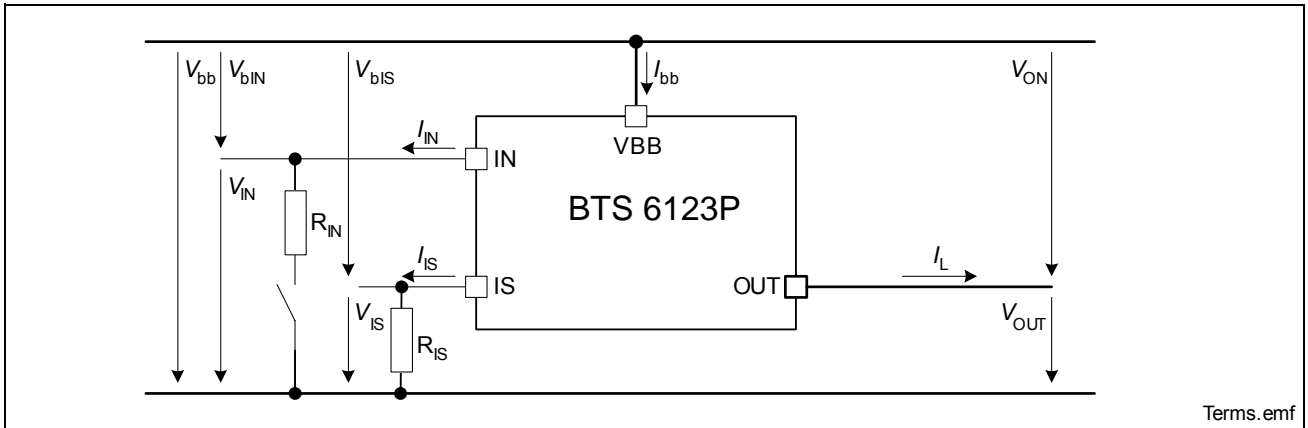 Vbb VbIN VbIS Ibb VON
IIN
IN VBB
VIN BTS 6123P
RIN
IIS IL
IS OUT
VIS VOUT
RIS
Terms.emf